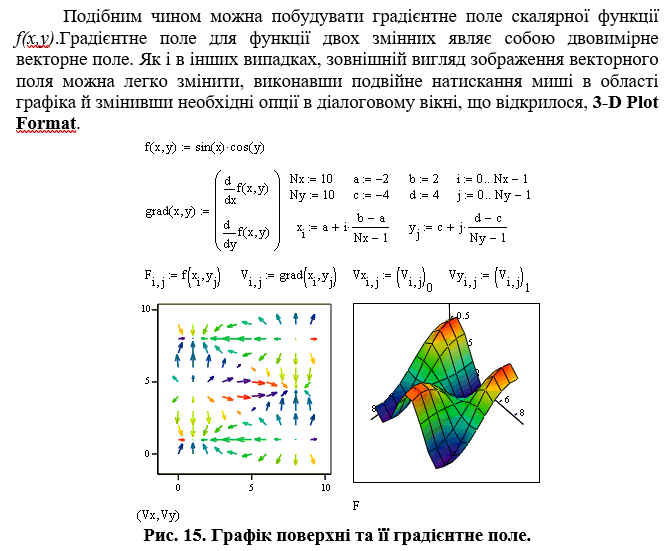 Подібним чином можна побудувати градієнтне поле скалярної функції
f(x,y).Градієнтне поле для функції двох змінних являє собою двовимірне
векторне поле. Як і в інших випадках, зовнішній вигляд зображення векторного
поля можна легко змінити, виконавши подвійне натискання миші в області
графіка й змінивши необхідні опції в діалоговому вікні, що відкрилося, 3-D Plot
Format.
f(x,y) := sin(x)·cos(y)
grad(x,y) := ( d/dx f(x,y) d/dy f(x,y) )
Nx := 10 a := -2 b := 2 i := 0.. Nx - 1
Ny := 10 c := -4 d := 4 j := 0.. Ny - 1
x_i := a + i·(b - a)/(Nx - 1) y_j := c + j·(d - c)/(Ny - 1)
F_i,j := f(x_i,y_j) V_i,j := grad(x_i,y_j) Vx_i,j := (V_i,j)_0 Vy_i,j := (V_i,j)_1
10
5
0
0 5 10
(Vx,Vy)
0.5
6
8
8
F
Рис. 15. Графік поверхні та її градієнтне поле.